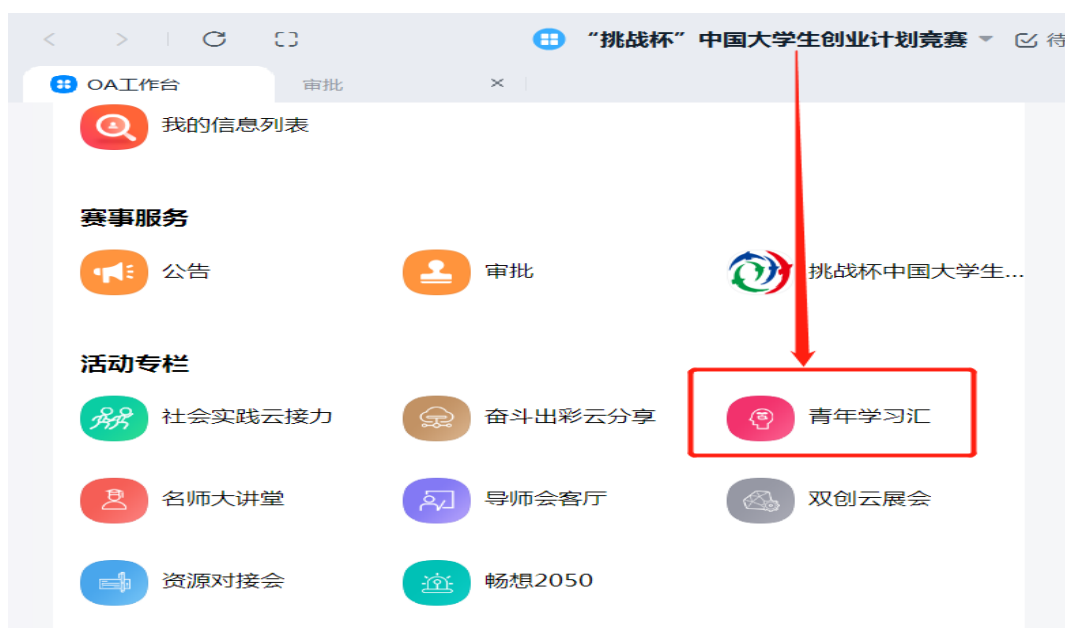 “挑战杯”中国大学生创业计划竞赛 待
OA工作台 审批
我的信息列表
赛事服务
公告 审批 挑战杯中国大学生...
活动专栏
社会实践云接力 奋斗出彩云分享 青年学习汇
名师大讲堂 导师会客厅 双创云展会
资源对接会 畅想2050